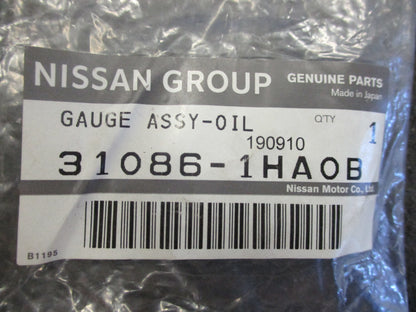 NISSAN GROUP GENUINE PARTS
Made in Japan
GAUGE ASSY-OIL Q'TY 1
190910
31086-1HA0B
Nissan Motor Co., Ltd.
B1195